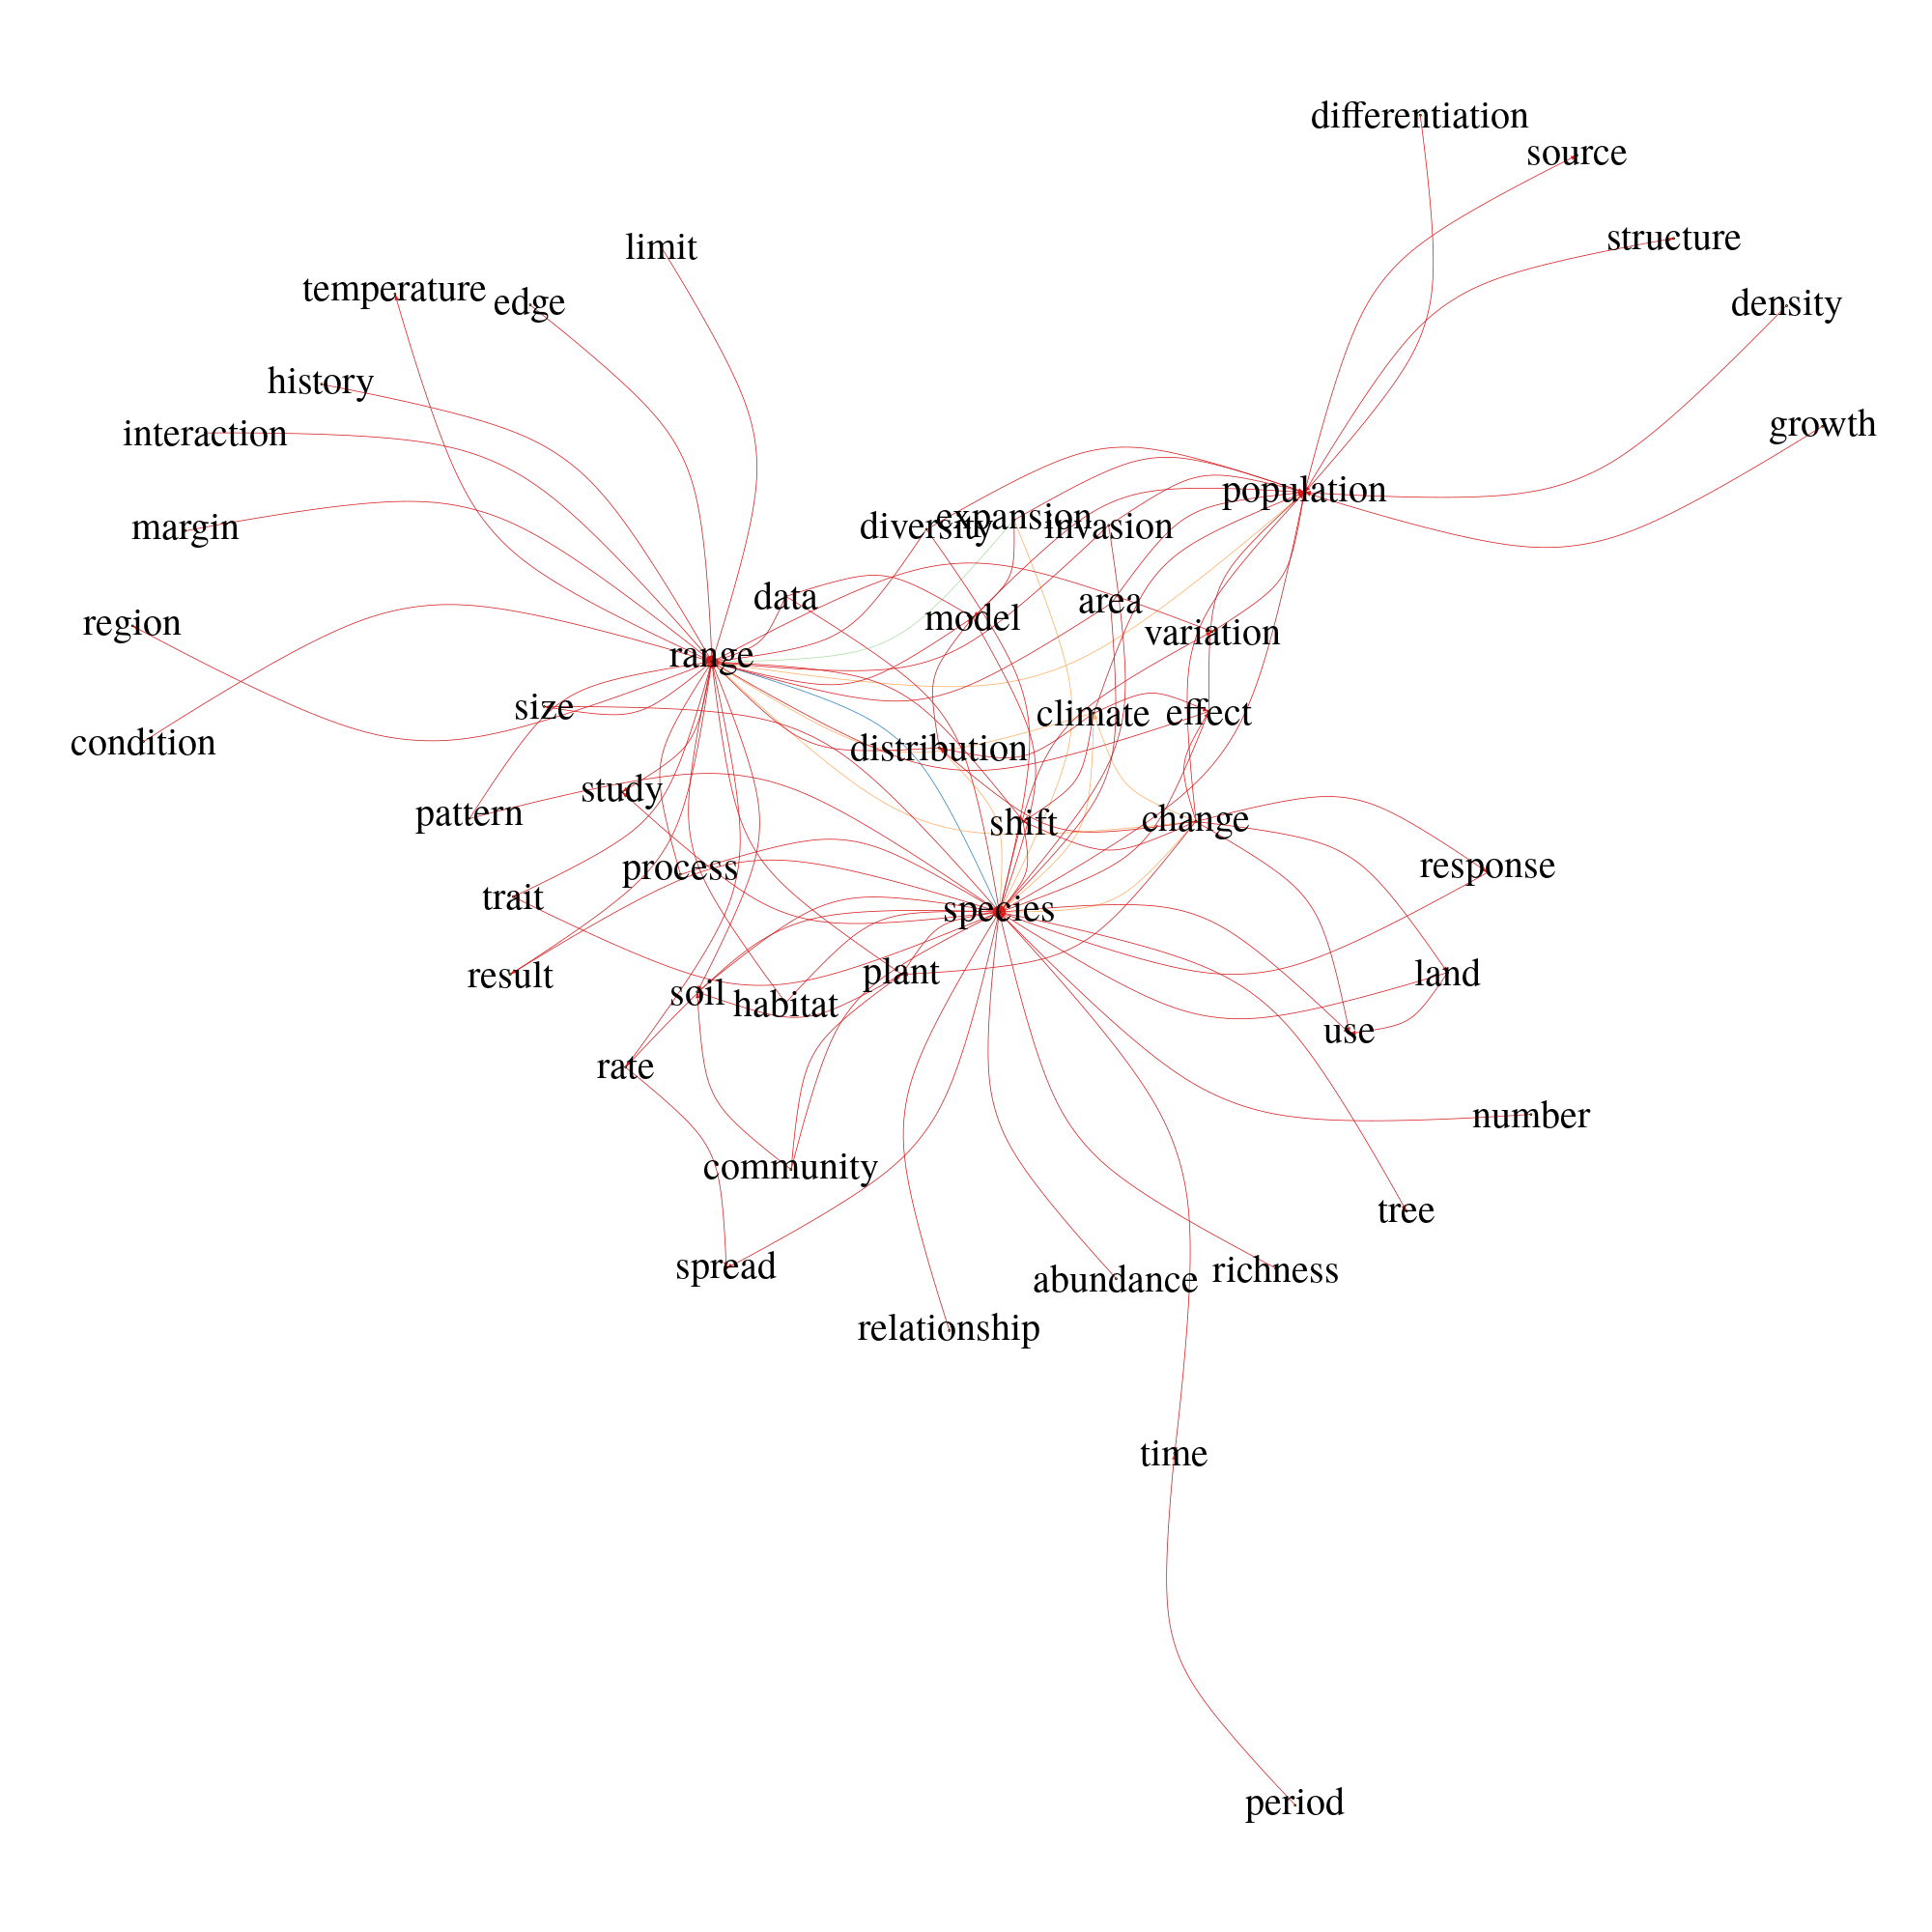 differentiation
source
structure
limit
temperature
edge
density
history
growth
interaction
population
margin
diversity
expansion
invasion
data
area
model
region
variation
range
size
climate
effect
condition
distribution
study
pattern
shift
change
process
response
trait
species
result
plant
land
soil
habitat
use
rate
number
community
tree
spread
richness
abundance
relationship
time
period